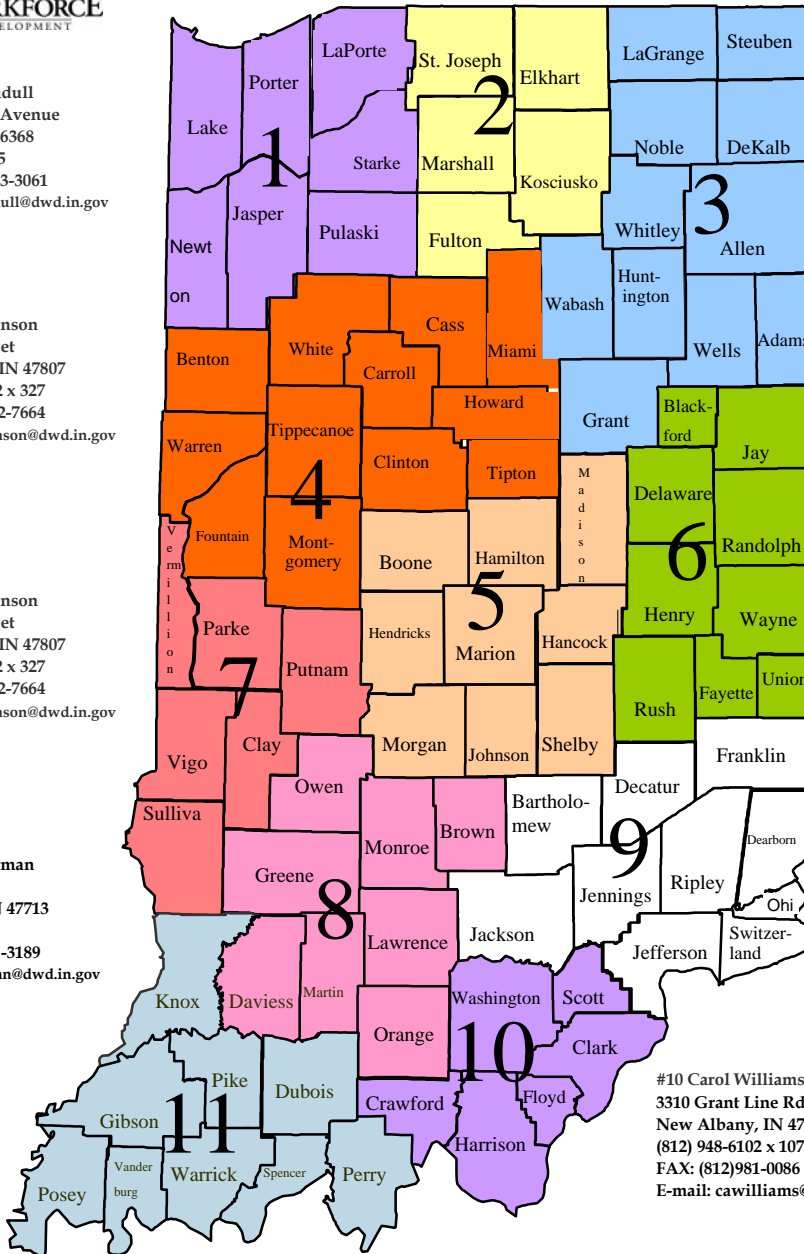 RKFORCE
ELOPMENT
dull
Avenue
6368
5
3-3061
ull@dwd.in.gov
nson
et
IN 47807
2 x 327
2-7664
nson@dwd.in.gov
nson
et
IN 47807
2 x 327
2-7664
nson@dwd.in.gov
man
N 47713
-3189
an@dwd.in.gov
LaPorte
St. Joseph
Elkhart
LaGrange
Steuben
Porter
Lake
1
2
Starke
Marshall
Kosciusko
Noble
DeKalb
3
Newt
on
Jasper
Pulaski
Fulton
Whitley
Allen
Wabash
Hunt-
ington
Wells
Adams
Benton
White
Cass
Miami
Carroll
Howard
Grant
Black-
ford
Jay
Warren
Tippecanoe
Clinton
Tipton
Madison
Delaware
Randolph
4
Fountain
Mont-
gomery
Vermillion
Boone
Hamilton
5
6
Henry
Wayne
Parke
Putnam
Hendricks
Marion
Hancock
7
Rush
Fayette
Union
Vigo
Clay
Morgan
Johnson
Shelby
Franklin
Owen
Decatur
Sulliva
Bartholo-
mew
Monroe
Brown
9
Dearborn
Greene
8
Jennings
Ripley
Ohi
Lawrence
Jackson
Jefferson
Switzer-
land
Knox
Daviess
Martin
Washington
Scott
Orange
10
Clark
Pike
Dubois
Gibson
11
Crawford
Floyd
Harrison
Posey
Vander
burg
Warrick
Spencer
Perry
#10 Carol Williams
3310 Grant Line Rd
New Albany, IN 47
(812) 948-6102 x 107
FAX: (812)981-0086
E-mail: cawilliams@